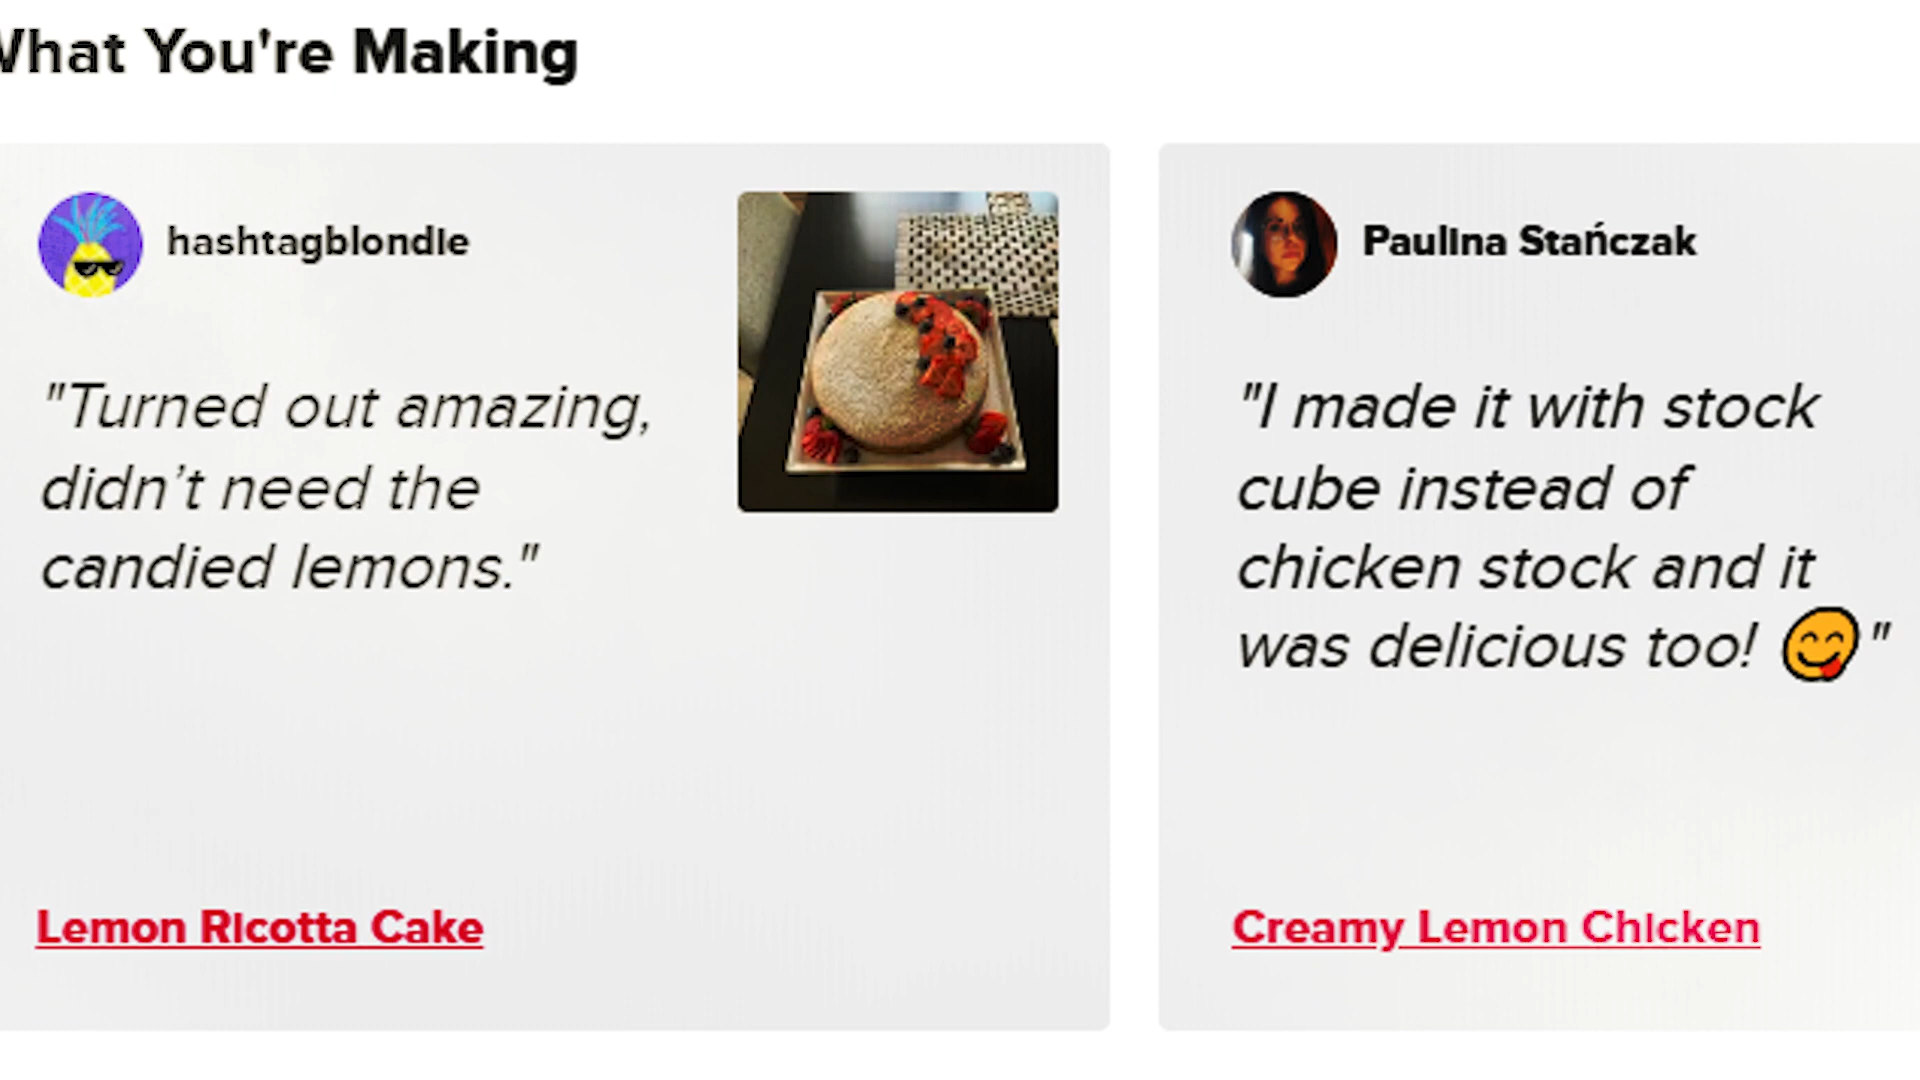 What You're Making
hashtagblondie
"Turned out amazing,
didn’t need the
candied lemons."
Lemon Ricotta Cake
Paulina Stańczak
"I made it with stock
cube instead of
chicken stock and it
was delicious too! 😋"
Creamy Lemon Chicken